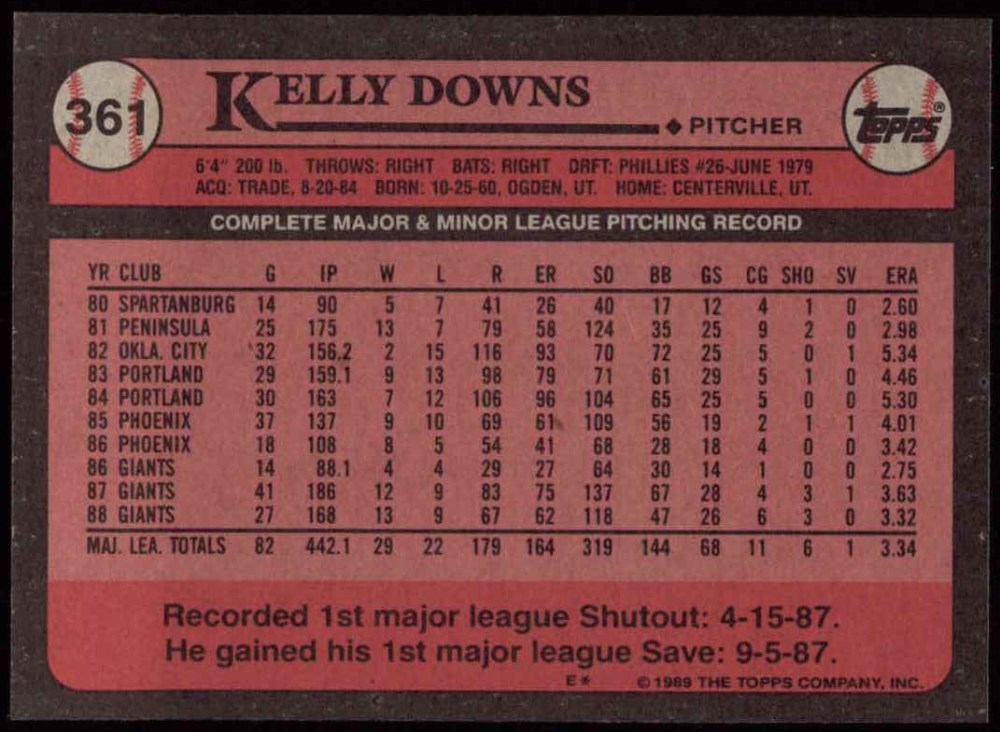 361
KELLY DOWNS
◆ PITCHER
TOPPS®
6'4" 200 lb. THROWS: RIGHT BATS: RIGHT DRFT: PHILLIES #26-JUNE 1979
ACQ: TRADE, 8-20-84 BORN: 10-25-60, OGDEN, UT. HOME: CENTERVILLE, UT.
COMPLETE MAJOR & MINOR LEAGUE PITCHING RECORD
YR CLUB G IP W L R ER SO BB GS CG SHO SV ERA
80 SPARTANBURG 14 90 5 7 41 26 40 17 12 4 1 0 2.60
81 PENINSULA 25 175 13 7 79 58 124 35 25 9 2 0 2.98
82 OKLA. CITY 32 156.2 2 15 116 93 70 72 25 5 0 1 5.34
83 PORTLAND 29 159.1 9 13 98 79 71 61 29 5 1 0 4.46
84 PORTLAND 30 163 7 12 106 96 104 65 25 5 0 0 5.30
85 PHOENIX 37 137 9 10 69 61 109 56 19 2 1 1 4.01
86 PHOENIX 18 108 8 5 54 41 68 28 18 4 0 0 3.42
86 GIANTS 14 88.1 4 4 29 27 64 30 14 1 0 0 2.75
87 GIANTS 41 186 12 9 83 75 137 67 28 4 3 1 3.63
88 GIANTS 27 168 13 9 67 62 118 47 26 6 3 0 3.32
MAJ. LEA. TOTALS 82 442.1 29 22 179 164 319 144 68 11 6 1 3.34
Recorded 1st major league Shutout: 4-15-87.
He gained his 1st major league Save: 9-5-87.
E* © 1989 THE TOPPS COMPANY, INC.